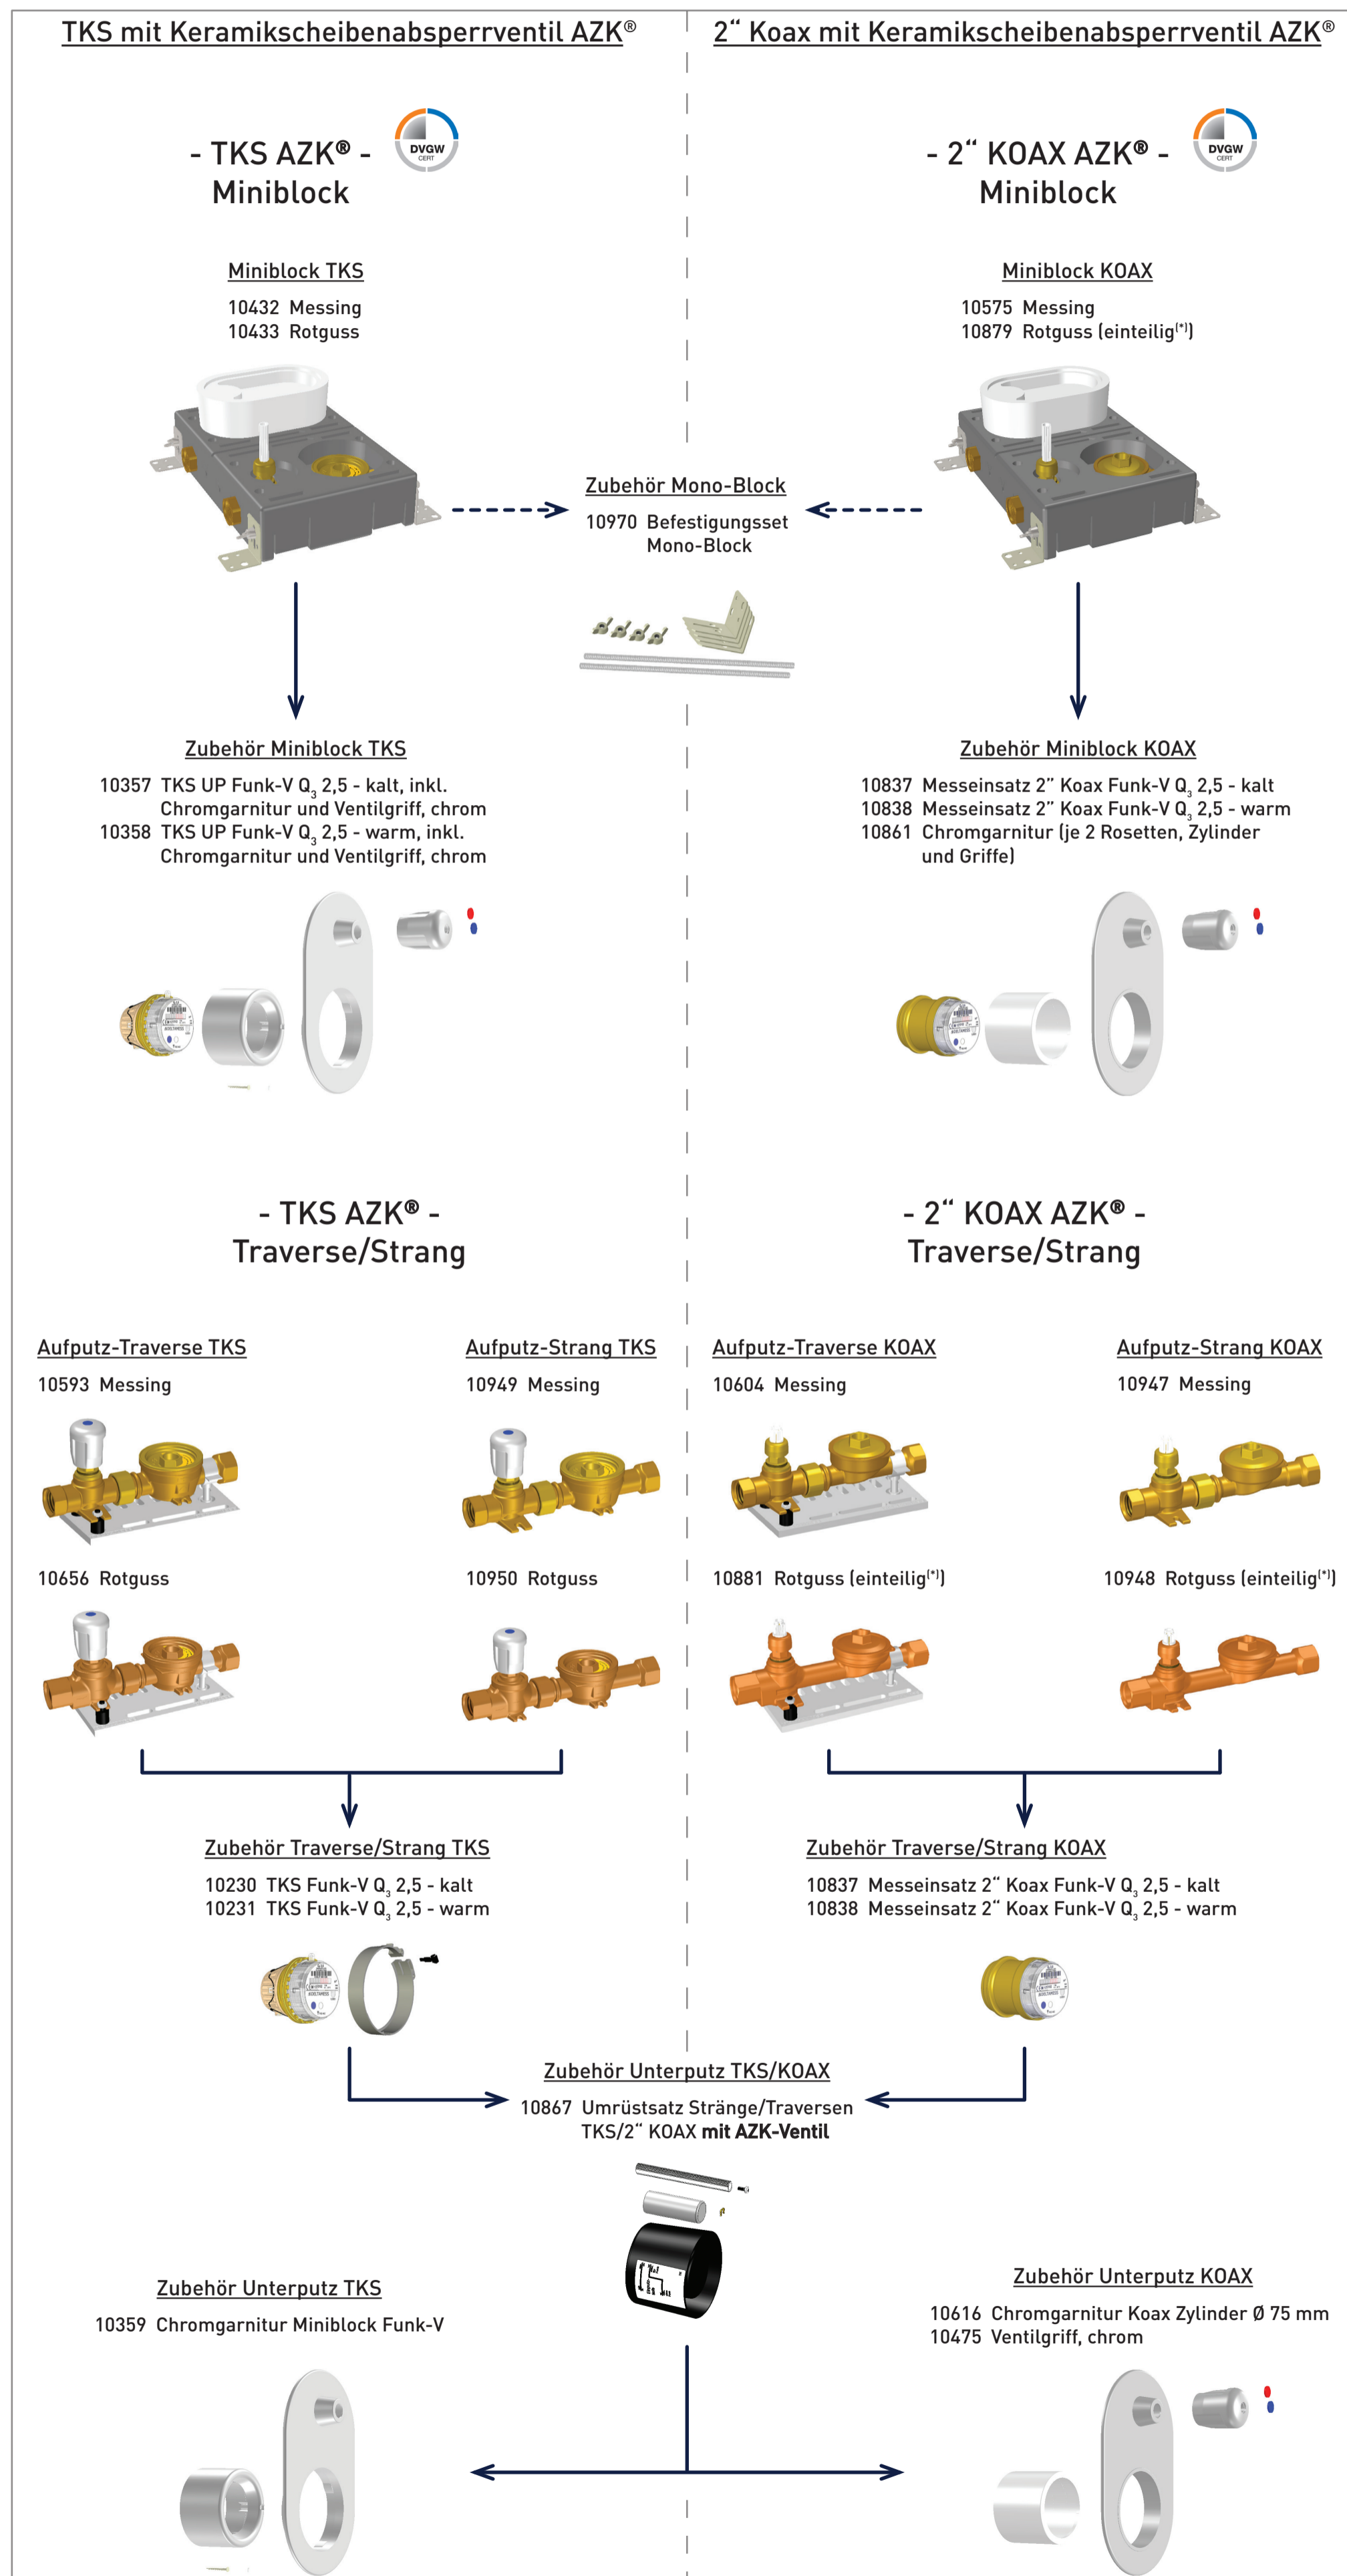 TKS mit Keramikscheibenabsperrventil AZK®
2“ Koax mit Keramikscheibenabsperrventil AZK®
- TKS AZK® -
Miniblock
DVGW
CERT
- 2“ KOAX AZK® -
Miniblock
DVGW
CERT
Miniblock TKS
10432 Messing
10433 Rotguss
Miniblock KOAX
10575 Messing
10879 Rotguss (einteilig(*))
Zubehör Mono-Block
10970 Befestigungsset
Mono-Block
Zubehör Miniblock TKS
10357 TKS UP Funk-V Q3 2,5 - kalt, inkl.
Chromgarnitur und Ventilgriff, chrom
10358 TKS UP Funk-V Q3 2,5 - warm, inkl.
Chromgarnitur und Ventilgriff, chrom
Zubehör Miniblock KOAX
10837 Messeinsatz 2” Koax Funk-V Q3 2,5 - kalt
10838 Messeinsatz 2” Koax Funk-V Q3 2,5 - warm
10861 Chromgarnitur (je 2 Rosetten, Zylinder
und Griffe)
- TKS AZK® -
Traverse/Strang
- 2“ KOAX AZK® -
Traverse/Strang
Aufputz-Traverse TKS
10593 Messing
Aufputz-Strang TKS
10949 Messing
Aufputz-Traverse KOAX
10604 Messing
Aufputz-Strang KOAX
10947 Messing
10656 Rotguss
10950 Rotguss
10881 Rotguss (einteilig(*))
10948 Rotguss (einteilig(*))
Zubehör Traverse/Strang TKS
10230 TKS Funk-V Q3 2,5 - kalt
10231 TKS Funk-V Q3 2,5 - warm
Zubehör Traverse/Strang KOAX
10837 Messeinsatz 2“ Koax Funk-V Q3 2,5 - kalt
10838 Messeinsatz 2“ Koax Funk-V Q3 2,5 - warm
Zubehör Unterputz TKS/KOAX
10867 Umrüstsatz Stränge/Traversen
TKS/2“ KOAX mit AZK-Ventil
Zubehör Unterputz TKS
10359 Chromgarnitur Miniblock Funk-V
Zubehör Unterputz KOAX
10616 Chromgarnitur Koax Zylinder Ø 75 mm
10475 Ventilgriff, chrom